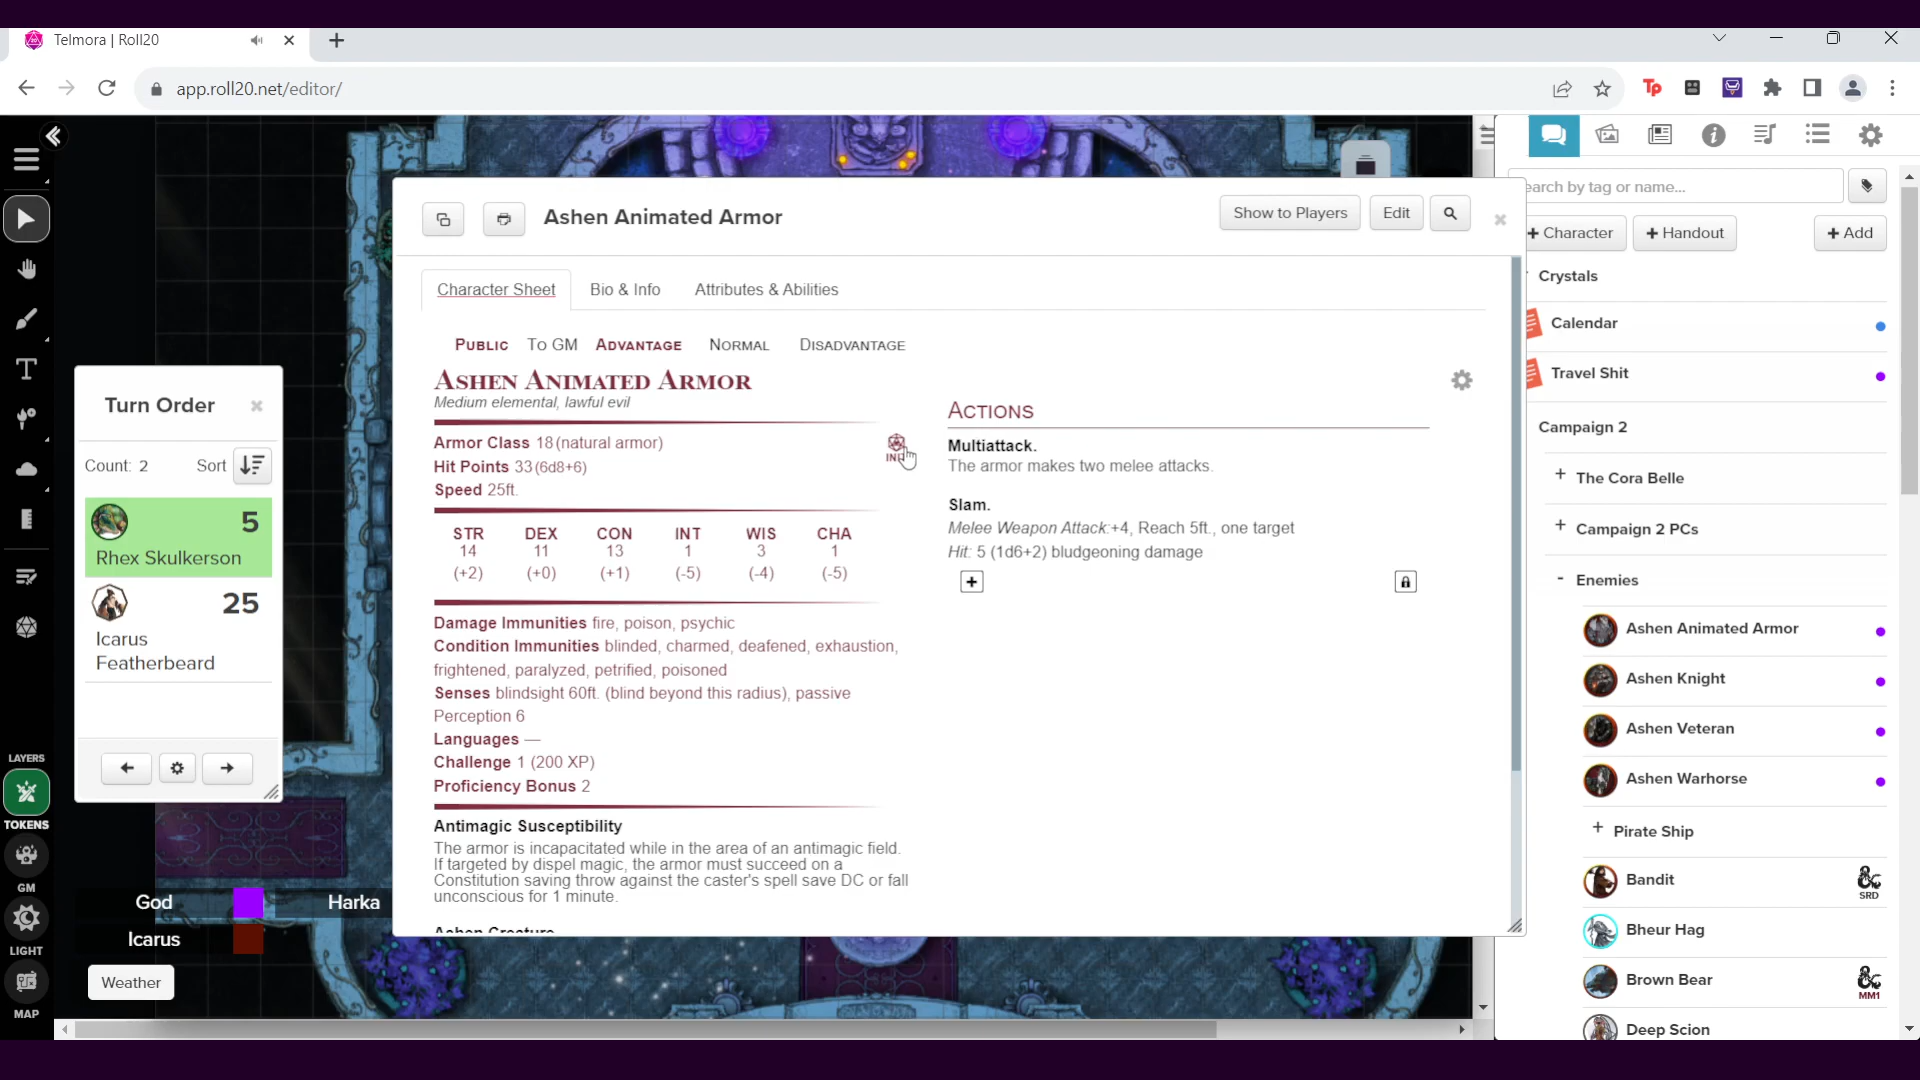 Telmora | Roll20
app.roll20.net/editor/
Tp
Search by tag or name...
+ Character
+ Handout
+ Add
Crystals
Calendar
Travel Shit
Campaign 2
+ The Cora Belle
+ Campaign 2 PCs
- Enemies
Ashen Animated Armor
Ashen Knight
Ashen Veteran
Ashen Warhorse
+ Pirate Ship
Bandit
SRD
Bheur Hag
Brown Bear
MM1
Deep Scion
Ashen Animated Armor
Show to Players
Edit
Character Sheet
Bio & Info
Attributes & Abilities
PUBLIC TO GM ADVANTAGE NORMAL DISADVANTAGE
ASHEN ANIMATED ARMOR
Medium elemental, lawful evil
Armor Class 18 (natural armor)
Hit Points 33 (6d8+6)
Speed 25ft.
STR DEX CON INT WIS CHA
14 11 13 1 3 1
(+2) (+0) (+1) (-5) (-4) (-5)
Damage Immunities fire, poison, psychic
Condition Immunities blinded, charmed, deafened, exhaustion,
frightened, paralyzed, petrified, poisoned
Senses blindsight 60ft. (blind beyond this radius), passive
Perception 6
Languages —
Challenge 1 (200 XP)
Proficiency Bonus 2
Antimagic Susceptibility
The armor is incapacitated while in the area of an antimagic field.
If targeted by dispel magic, the armor must succeed on a
Constitution saving throw against the caster's spell save DC or fall
unconscious for 1 minute.
Ashen Creature
ACTIONS
Multiattack.
The armor makes two melee attacks.
Slam.
Melee Weapon Attack:+4, Reach 5ft., one target
Hit: 5 (1d6+2) bludgeoning damage
Turn Order
Count: 2
Sort
5
Rhex Skulkerson
25
Icarus
Featherbeard
LAYERS
TOKENS
GM
LIGHT
MAP
God
Harka
Icarus
Weather